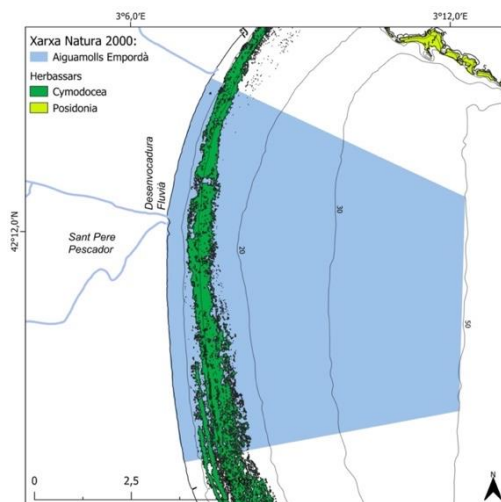 3°6,0'
3°12,0'
Xarxa Natura 2000:
Aiguamolls Empordà
Herbassars
Cymodocea
Posidonia
Desenvocadura
Fluvià
30
42°12,0'N
Sant Pere
Pescador
20
50
0
2,5
N